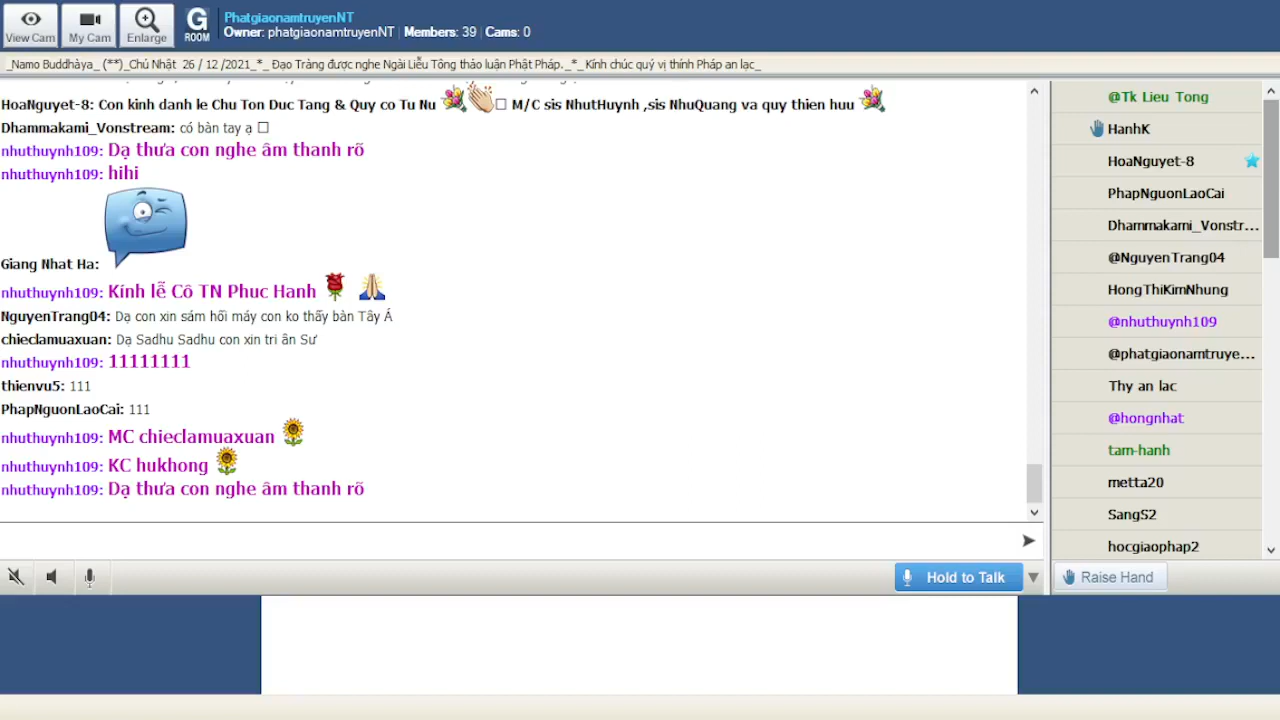 View Cam
My Cam
Enlarge
G
ROOM
PhatgiaonamtruyenNT
Owner: phatgiaonamtruyenNT | Members: 39 | Cams: 0
_Namo Buddhàya_ (**)_Chủ Nhật 26 / 12 /2021_*_ Đạo Tràng được nghe Ngài Liễu Tông thảo luận Phật Pháp._*_Kính chúc quý vị thính Pháp an lạc_
HoaNguyet-8: Con kinh danh le Chu Ton Duc Tang & Quy co Tu Nu M/C sis NhutHuynh ,sis NhuQuang va quy thien huu
Dhammakami_Vonstream: có bàn tay ạ
nhuthuynh109: Dạ thưa con nghe âm thanh rõ
nhuthuynh109: hihi
Giang Nhat Ha:
nhuthuynh109: Kính lễ Cô TN Phuc Hanh
NguyenTrang04: Dạ con xin sám hối máy con ko thấy bàn Tây Á
chieclamuaxuan: Dạ Sadhu Sadhu con xin tri ân Sư
nhuthuynh109: 11111111
thienvu5: 111
PhapNguonLaoCai: 111
nhuthuynh109: MC chieclamuaxuan
nhuthuynh109: KC hukhong
nhuthuynh109: Dạ thưa con nghe âm thanh rõ
Hold to Talk
@Tk Lieu Tong
HanhK
HoaNguyet-8
PhapNguonLaoCai
Dhammakami_Vonstr...
@NguyenTrang04
HongThiKimNhung
@nhuthuynh109
@phatgiaonamtruye...
Thy an lac
@hongnhat
tam-hanh
metta20
SangS2
hocgiaophap2
Raise Hand